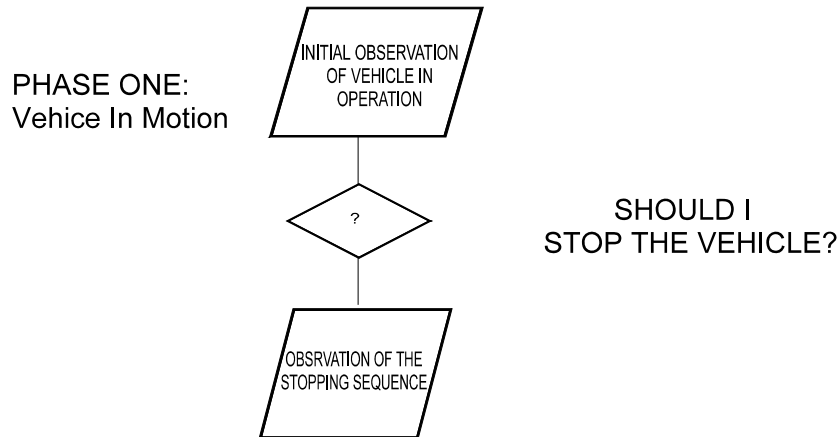 PHASE ONE:
Vehice In Motion
INITIAL OBSERVATION
OF VEHICLE IN
OPERATION
?
SHOULD I
STOP THE VEHICLE?
OBSRVATION OF THE
STOPPING SEQUENCE